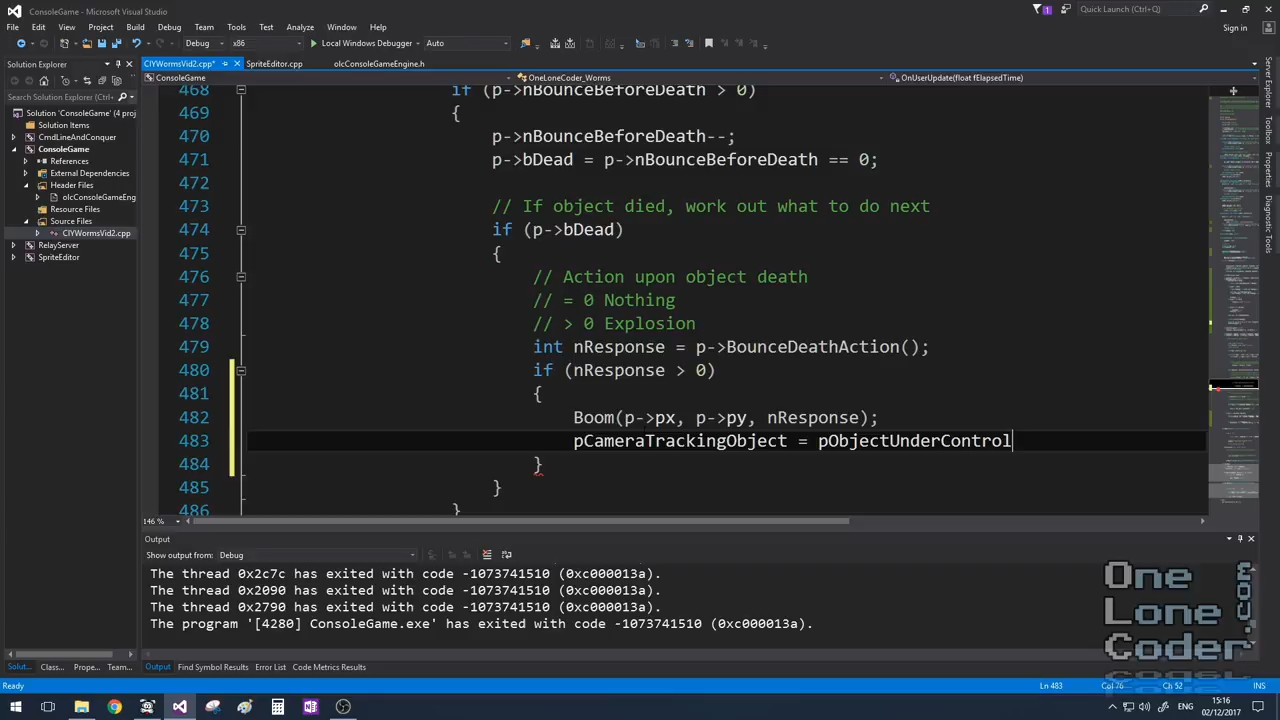 ConsoleGame
Quick Launch (Ctrl+Q)
File Edit View Project Build Debug Team Tools Test Analyze Window Help
Sign in
Debug x86 Local Windows Debugger Auto
Solution Explorer
CIYWormsVid2.cpp* SpriteEditor.cpp olcConsoleGameEngine.h
ConsoleGame OneLoneCoder_Worms OnUserUpdate(float fElapsedTime)
Search Solution Explorer (Ctrl+
Solution 'ConsoleGame' (4 proj
Solution Items
CmdLineAndConquer
ConsoleGame
References
External Dependencies
Header Files
olcConsoleGameEng
Resource Files
Source Files
CIYWormsVid2.cpp
RelayServer
SpriteEditor
468 if (p->nBounceBeforeDeath > 0)
469 {
470 p->nBounceBeforeDeath--;
471 p->bDead = p->nBounceBeforeDeath == 0;
472
473 // If object died, work out what to do next
474 if (p->bDead)
475 {
476 Action upon object death
477 = 0 Nothing
478 // > 0 Explosion
479 int nResponse = p->BounceDeathAction();
480 if (nResponse > 0)
481 {
482 Boom(p->px, p->py, nResponse);
483 pCameraTrackingObject = pObjectUnderControl
484 }
485 }
486 }
146 %
Output
Show output from: Debug
The thread 0x2c7c has exited with code -1073741510 (0xc000013a).
The thread 0x2090 has exited with code -1073741510 (0xc000013a).
The thread 0x2790 has exited with code -1073741510 (0xc000013a).
The program '[4280] ConsoleGame.exe' has exited with code -1073741510 (0xc000013a).
Solut... Class... Prope... Team...
Output Find Symbol Results Error List Code Metrics Results
Server Explorer
Toolbox
Properties
Diagnostic Tools
One
Lone
Coder
.com
Ready Ln 483 Col 76 Ch 52 INS
ENG 15:16
02/12/2017